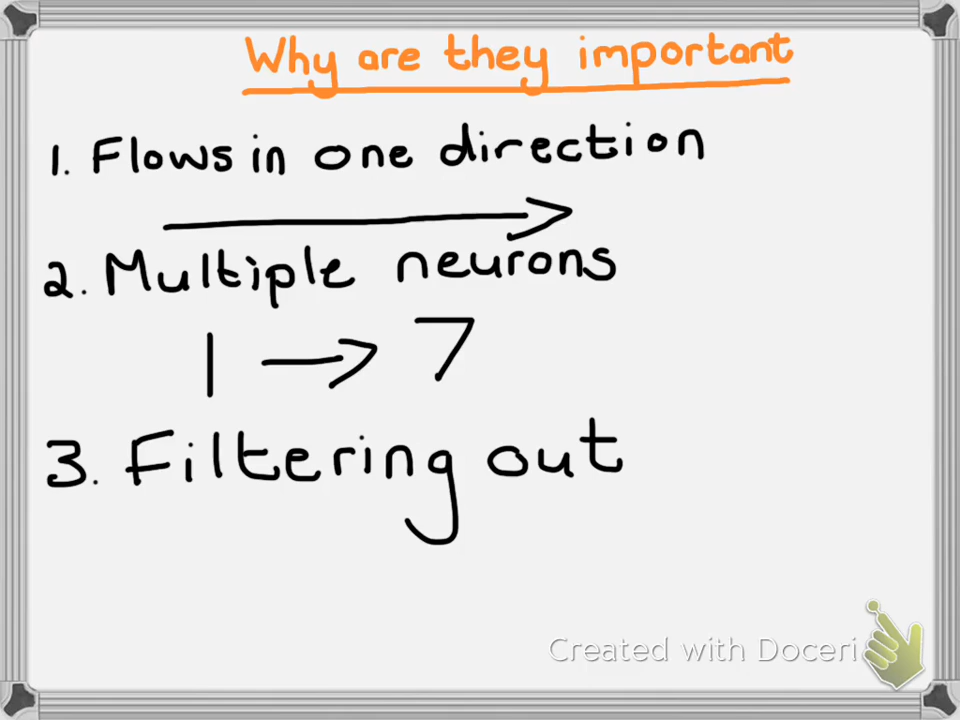 Why are they important
1. Flows in one direction
2. Multiple neurons
1 → 7
3. Filtering out
Created with Doceri